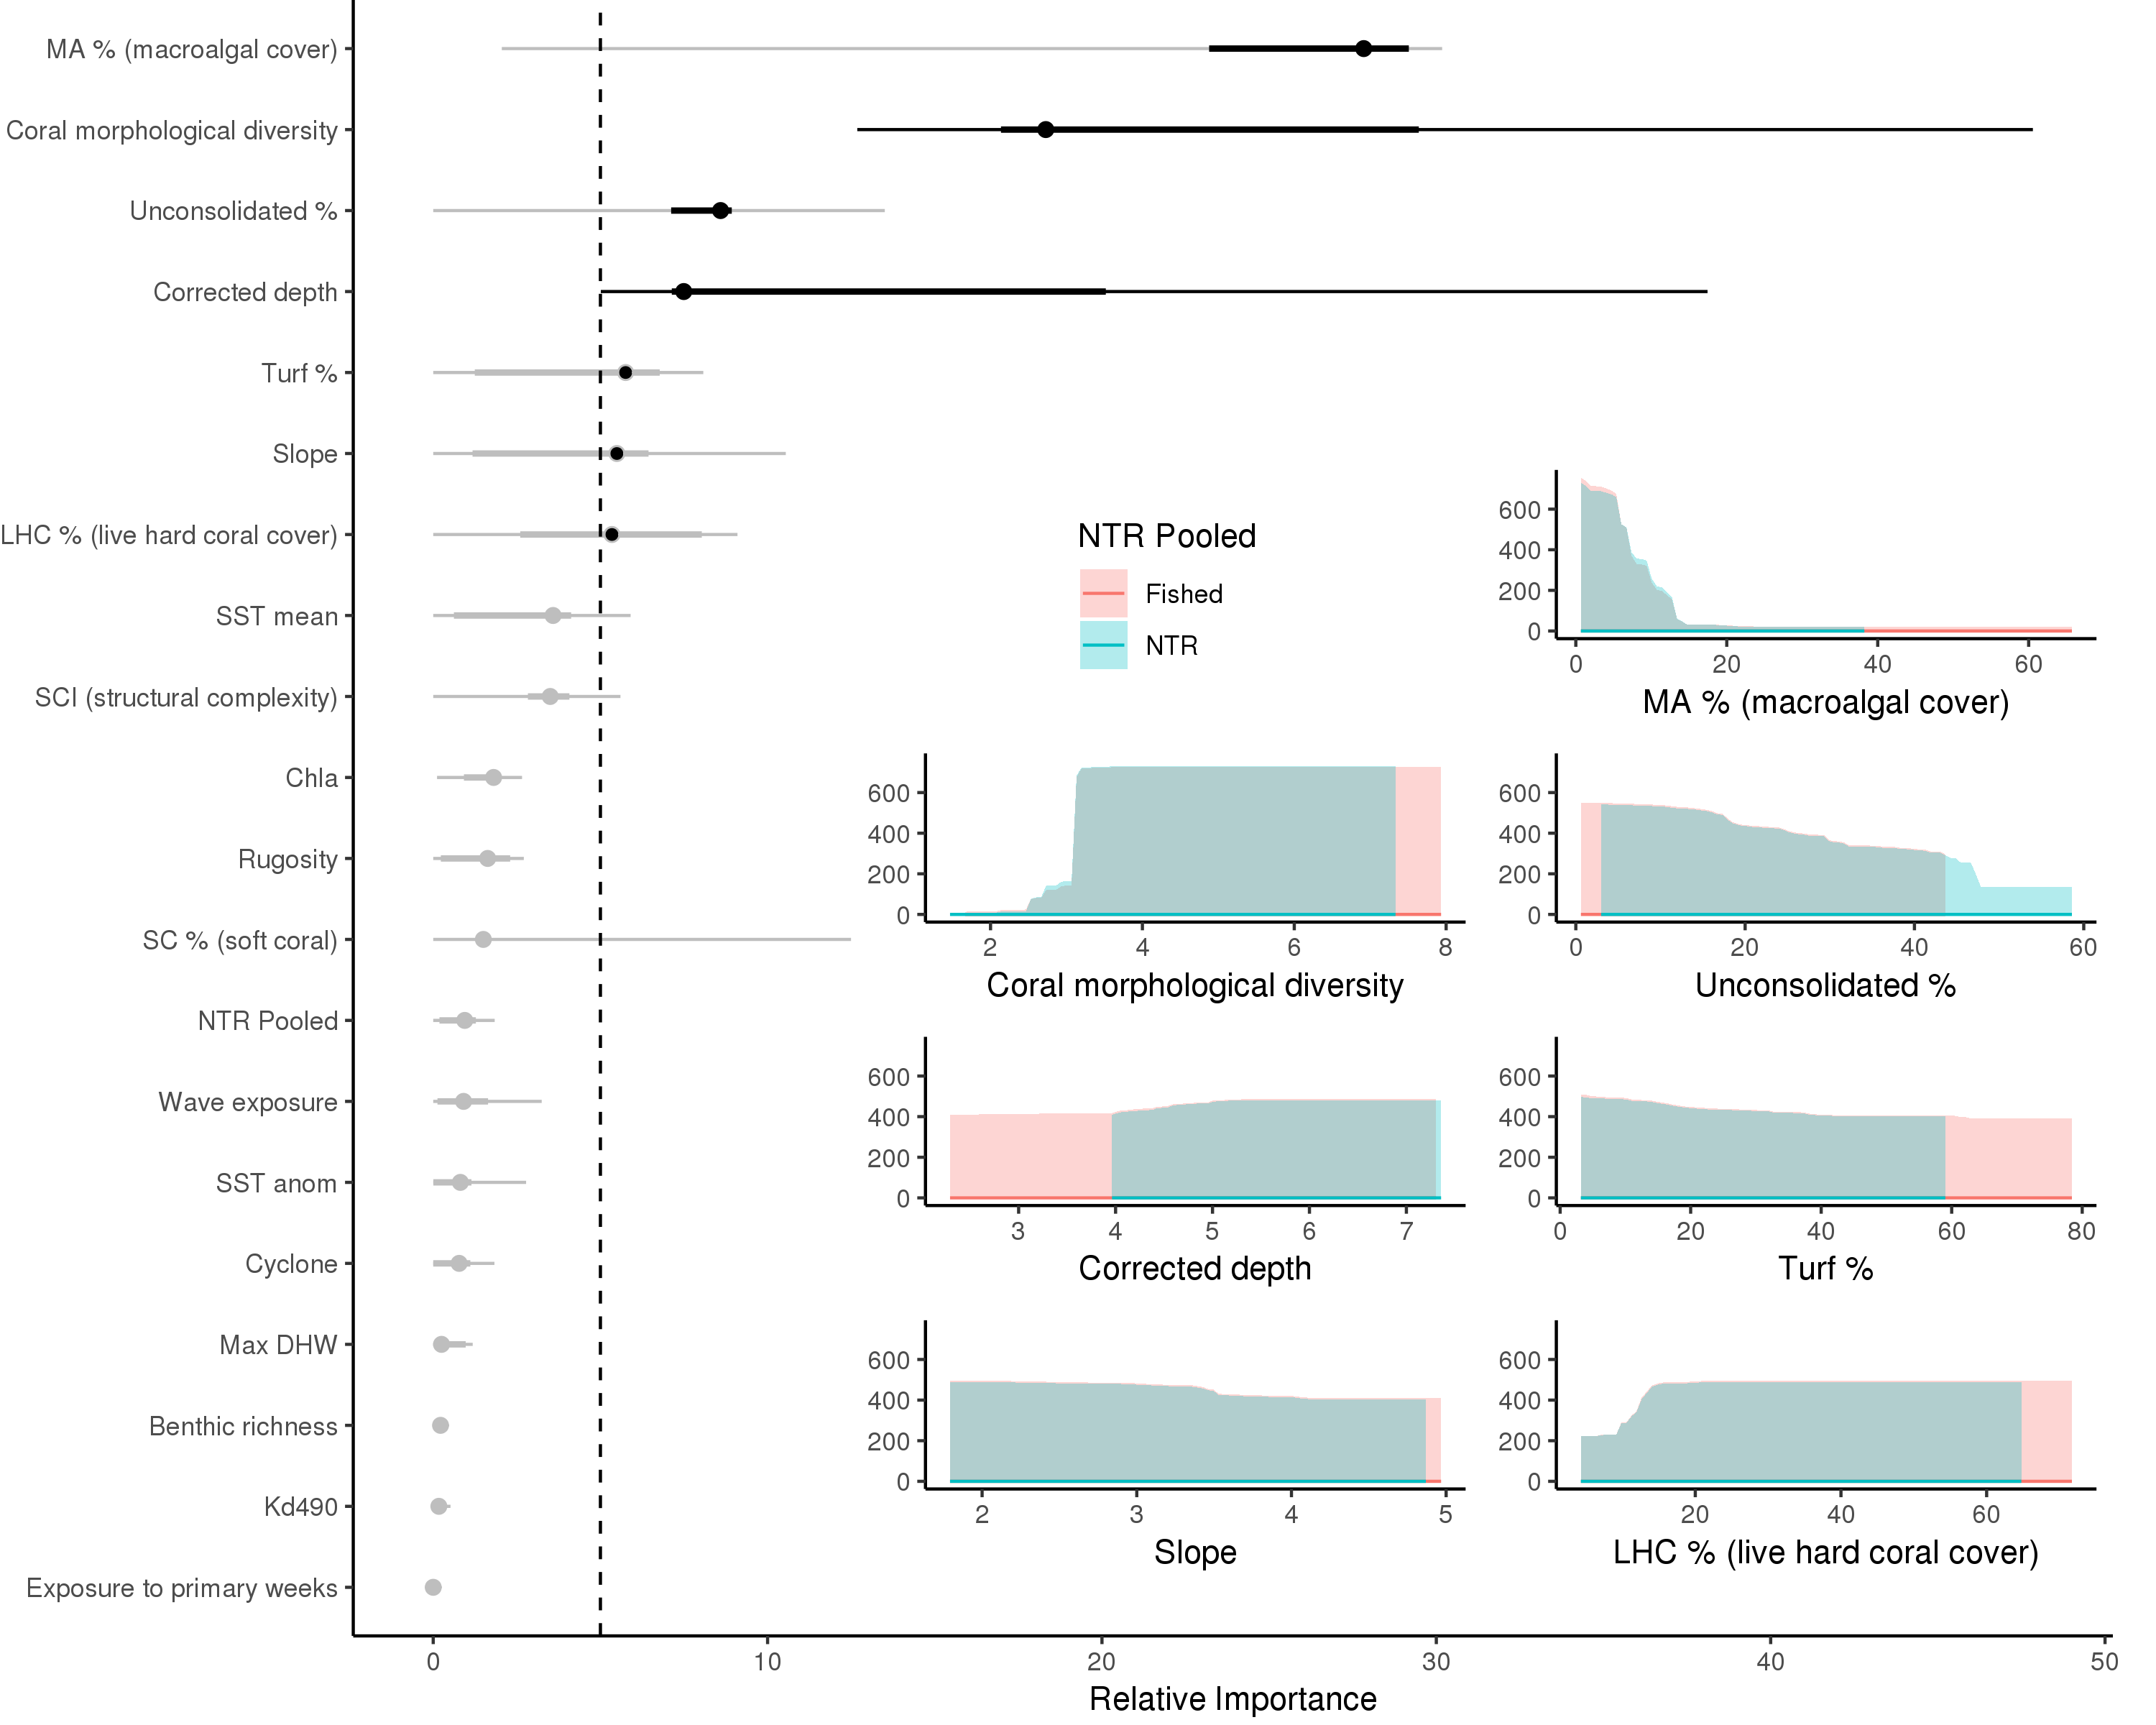 MA % (macroalgal cover)
Coral morphological diversity
Unconsolidated %
Corrected depth
Turf %
Slope
LHC % (live hard coral cover)
SST mean
SCI (structural complexity)
Chla
Rugosity
SC % (soft coral)
NTR Pooled
Wave exposure
SST anom
Cyclone
Max DHW
Benthic richness
Kd490
Exposure to primary weeks
0 10 20 30 40 50
Relative Importance
NTR Pooled
Fished
NTR
600
400
200
0
0 20 40 60
MA % (macroalgal cover)
600
400
200
0
2 4 6 8
Coral morphological diversity
600
400
200
0
0 20 40 60
Unconsolidated %
600
400
200
0
3 4 5 6 7
Corrected depth
600
400
200
0
0 20 40 60 80
Turf %
600
400
200
0
2 3 4 5
Slope
600
400
200
0
20 40 60
LHC % (live hard coral cover)